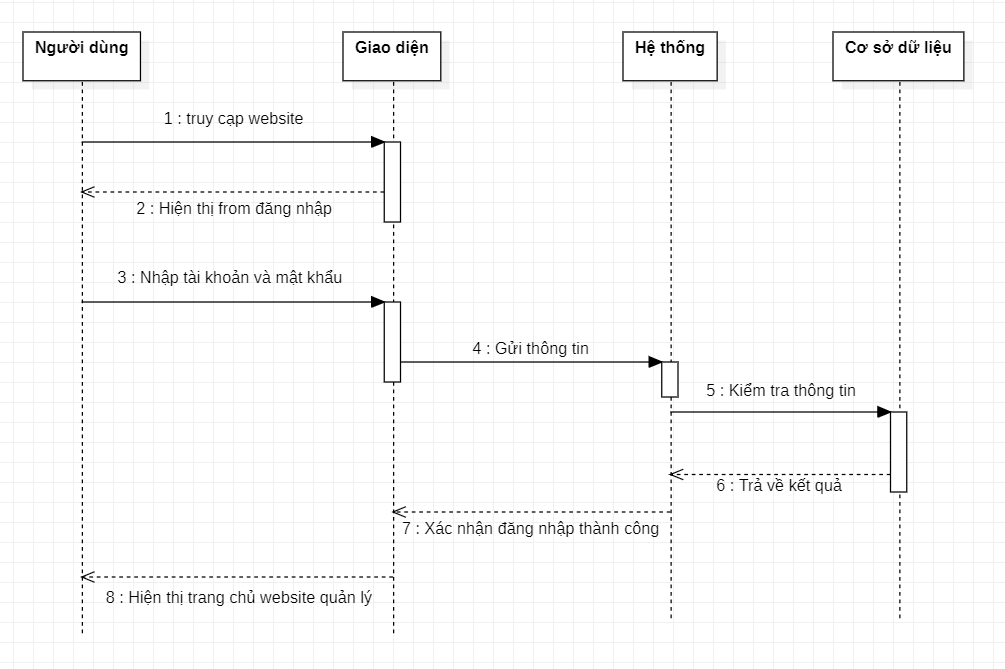 Người dùng
Giao diện
Hệ thống
Cơ sở dữ liệu
1 : truy cạp website
2 : Hiện thị from đăng nhập
3 : Nhập tài khoản và mật khẩu
4 : Gửi thông tin
5 : Kiểm tra thông tin
6 : Trả về kết quả
7 : Xác nhận đăng nhập thành công
8 : Hiện thị trang chủ website quản lý